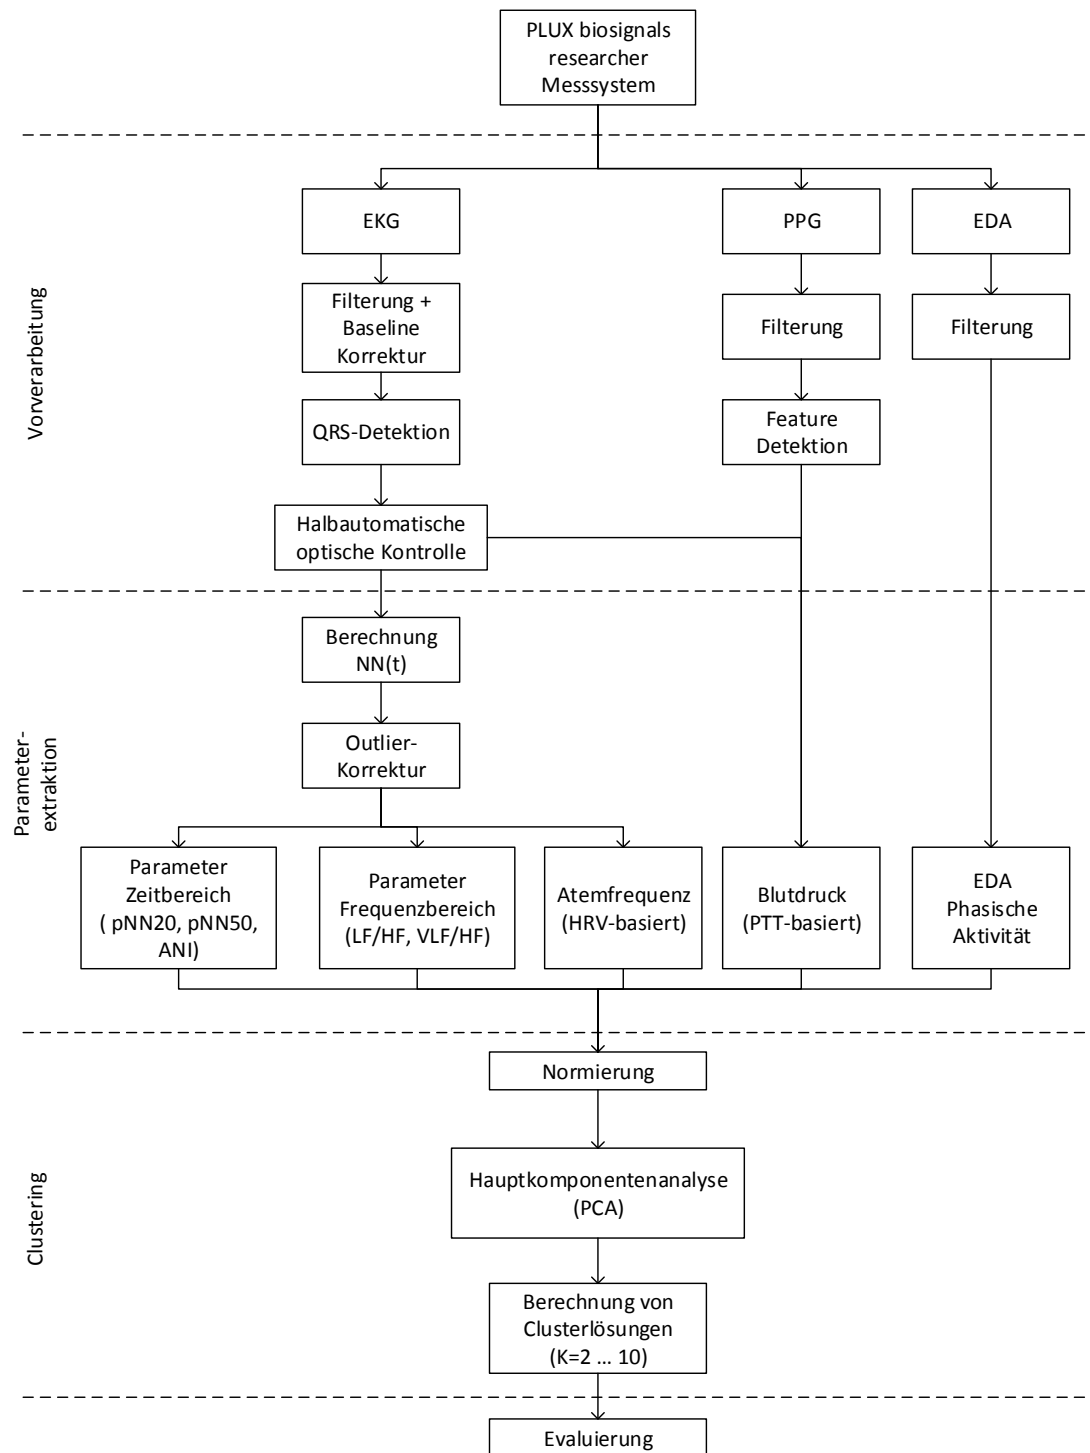 PLUX biosignals
researcher
Messsystem
Vorverarbeitung
EKG
PPG
EDA
Filterung +
Baseline
Korrektur
Filterung
Filterung
QRS-Detektion
Feature
Detektion
Halbautomatische
optische Kontrolle
Parameter-
extraktion
Berechnung
NN(t)
Outlier-
Korrektur
Parameter
Zeitbereich
( pNN20, pNN50,
ANI)
Parameter
Frequenzbereich
(LF/HF, VLF/HF)
Atemfrequenz
(HRV-basiert)
Blutdruck
(PTT-basiert)
EDA
Phasische
Aktivität
Clustering
Normierung
Hauptkomponentenanalyse
(PCA)
Berechnung von
Clusterlösungen
(K=2 ... 10)
Evaluierung